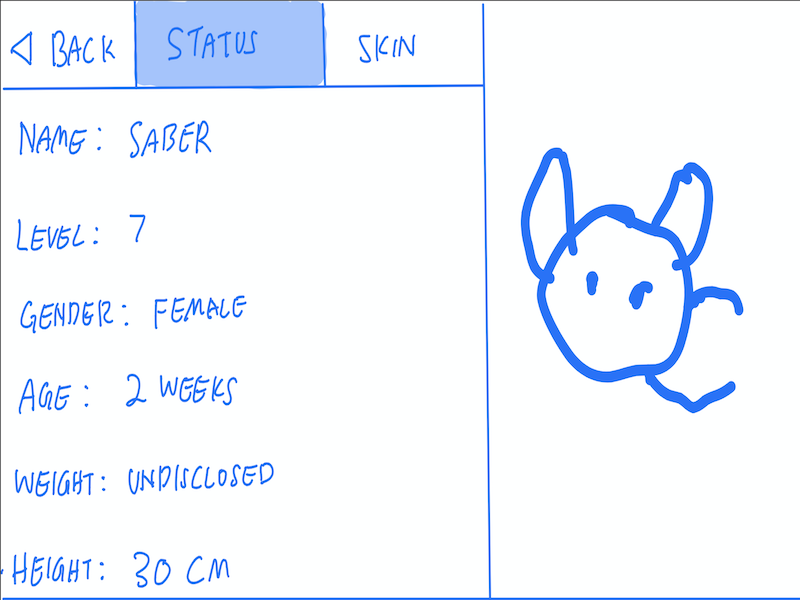 BACK STATUS SKIN
NAME: SABER
LEVEL: 7
GENDER: FEMALE
AGE: 2 WEEKS
WEIGHT: UNDISCLOSED
HEIGHT: 30 CM